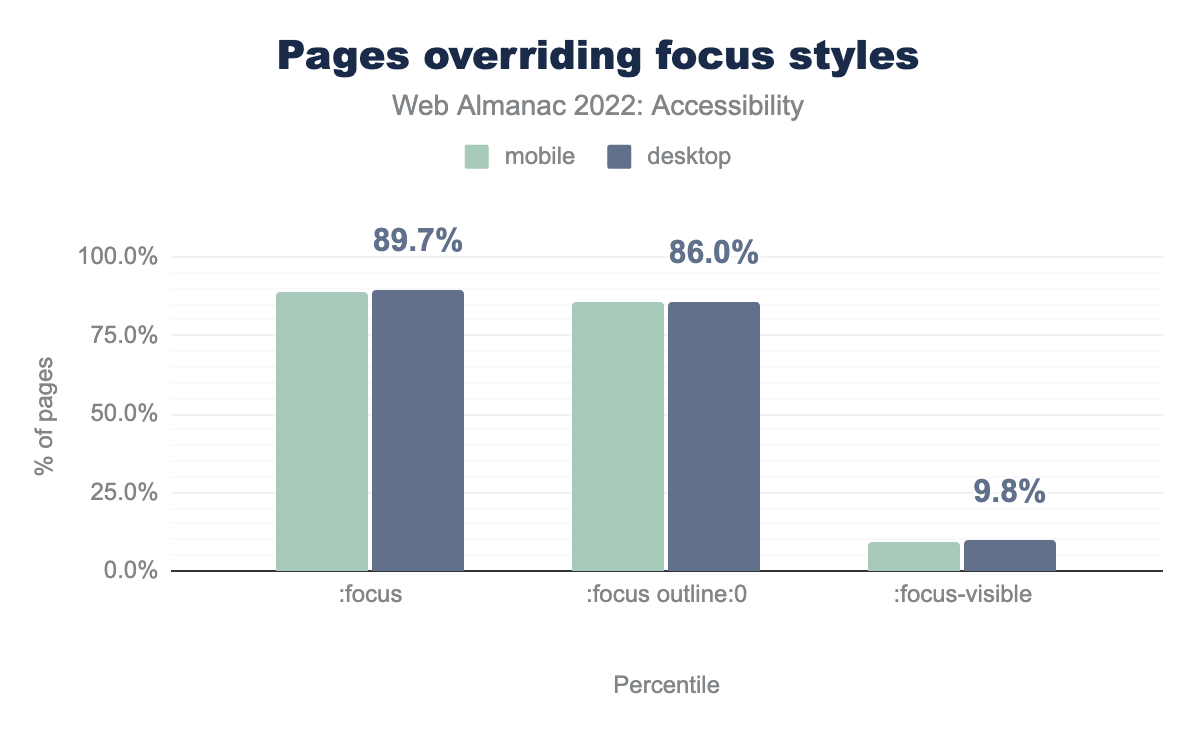 Pages overriding focus styles
Web Almanac 2022: Accessibility
mobile desktop
89.7%
86.0%
9.8%
100.0%
75.0%
50.0%
25.0%
0.0%
% of pages
:focus :focus outline:0 :focus-visible
Percentile